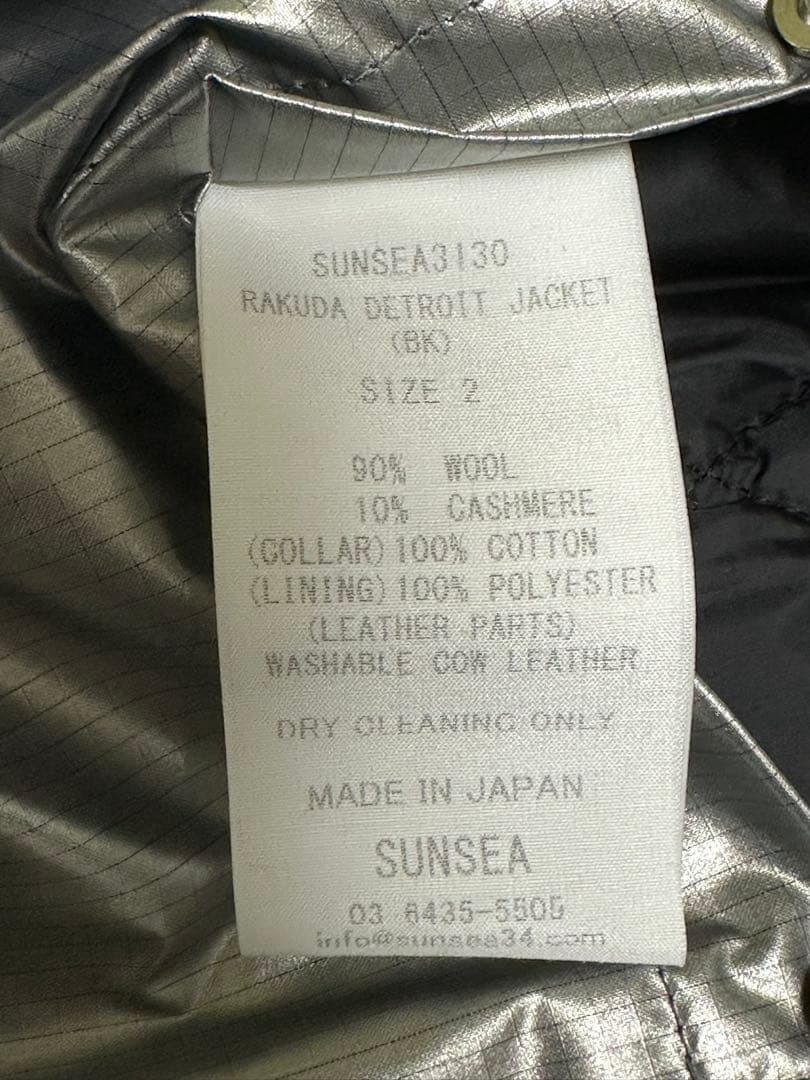 SUNSEA3130
RAKUDA DETROIT JACKET
(BK)
SIZE 2
90% WOOL
10% CASHMERE
(COLLAR)100% COTTON
(LINING)100% POLYESTER
(LEATHER PARTS)
WASHABLE COW LEATHER
DRY CLEANING ONLY
MADE IN JAPAN
SUNSEA
03 6435-5505
info@sunsea34.com